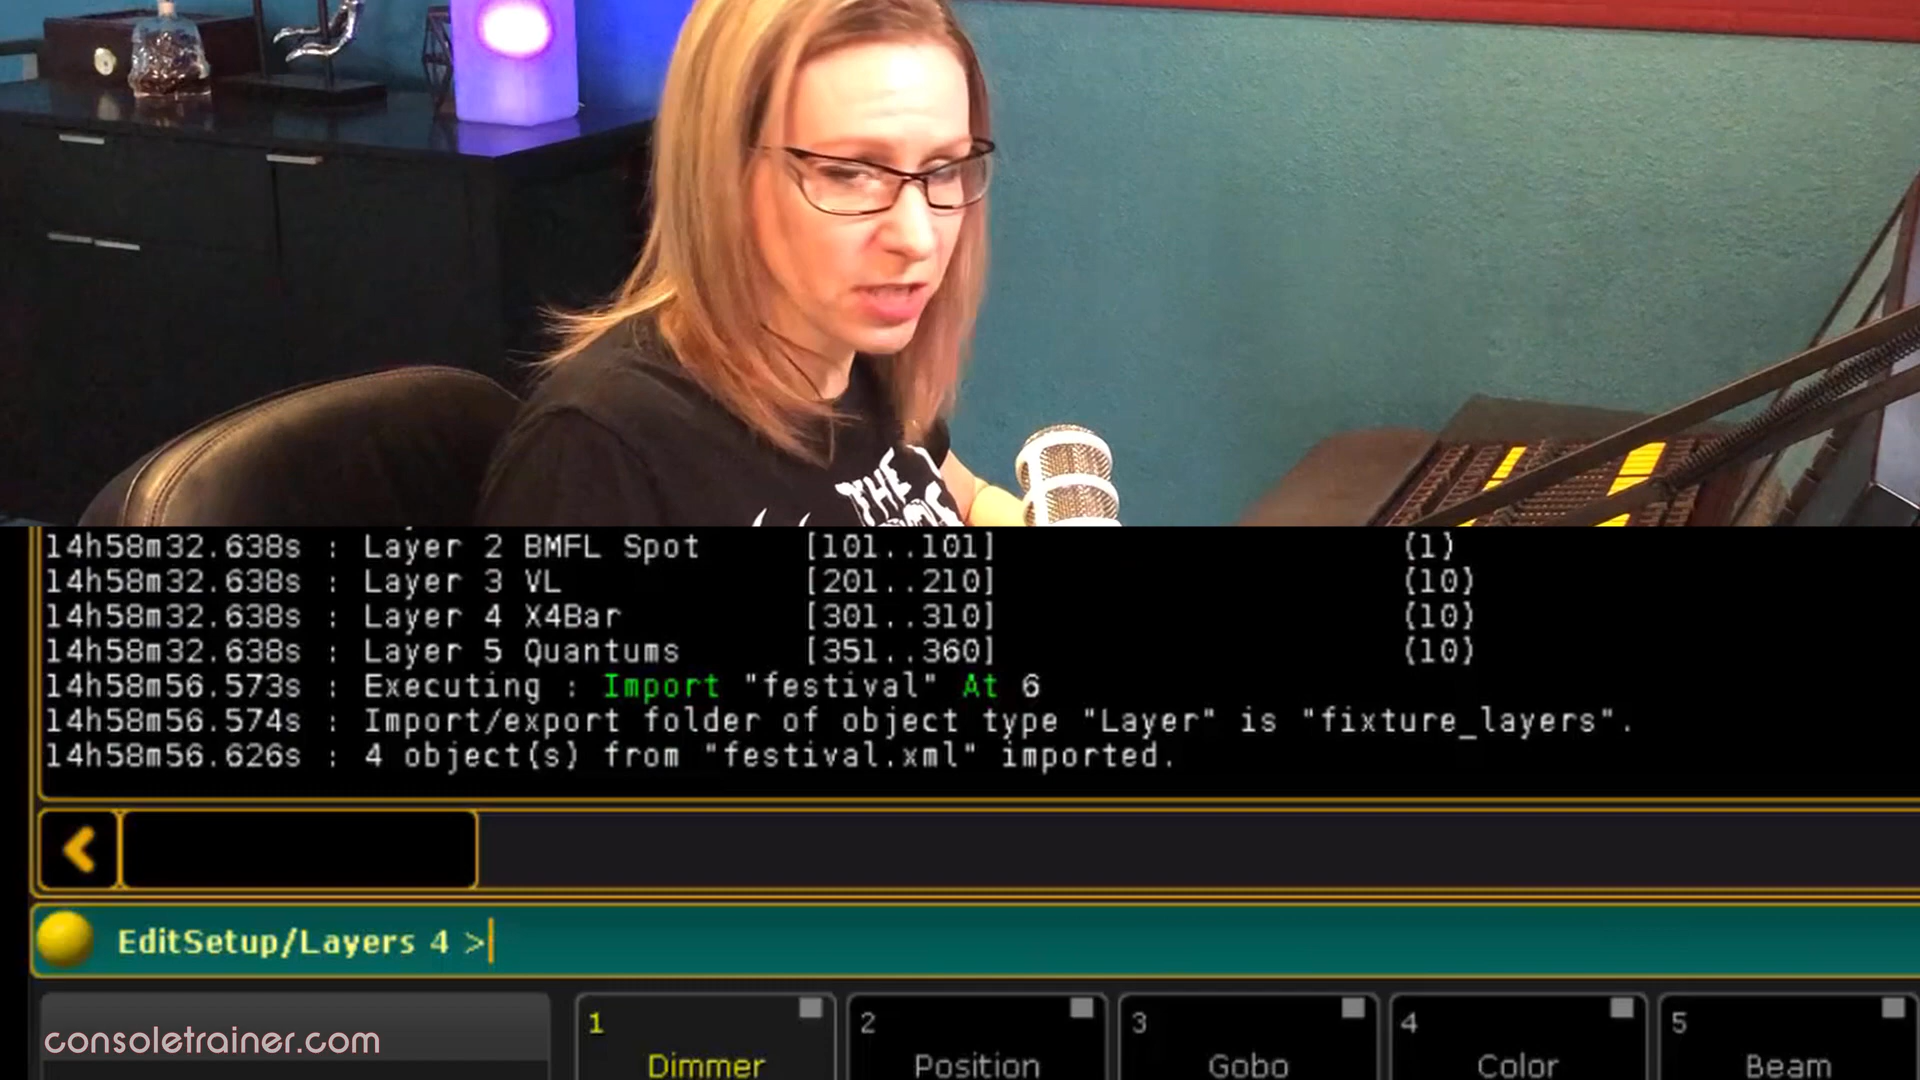 THE
14h58m32.638s : Layer 2 BMFL Spot [101..101] (1)
14h58m32.638s : Layer 3 VL [201..210] (10)
14h58m32.638s : Layer 4 X4Bar [301..310] (10)
14h58m32.638s : Layer 5 Quantums [351..360] (10)
14h58m56.573s : Executing : Import "festival" At 6
14h58m56.574s : Import/export folder of object type "Layer" is "fixture_layers".
14h58m56.626s : 4 object(s) from "festival.xml" imported.
EditSetup/Layers 4 >
consoletrainer.com
1 Dimmer
2 Position
3 Gobo
4 Color
5 Beam